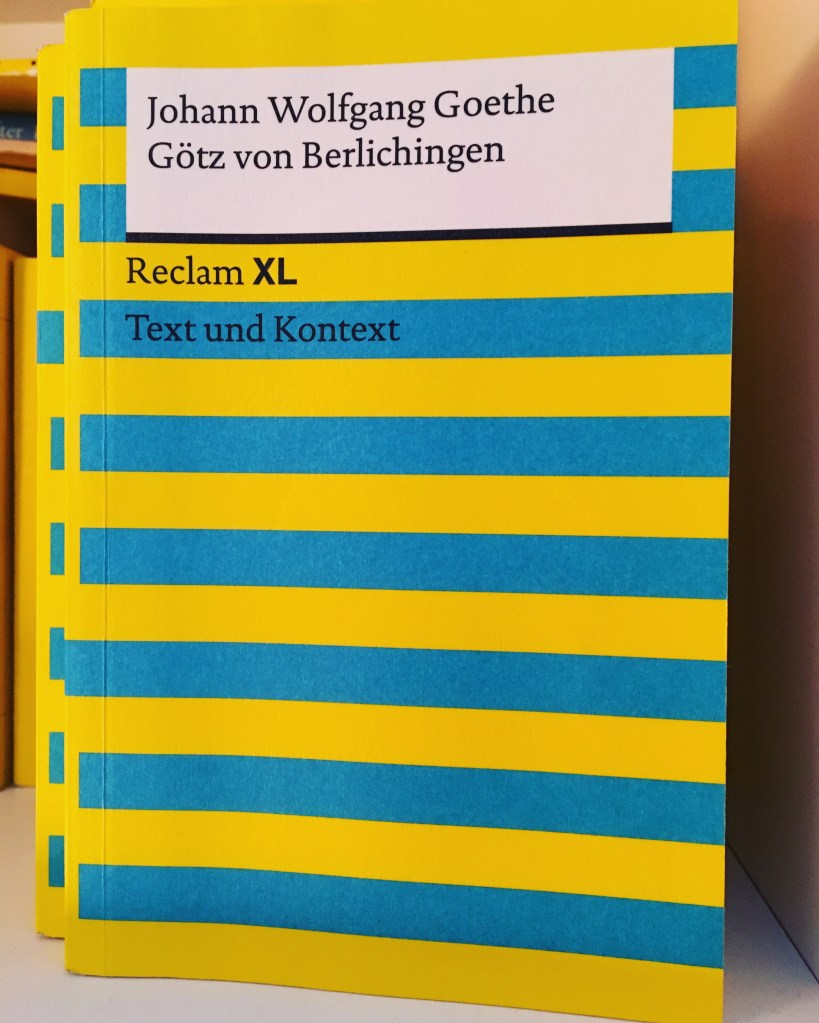 Johann Wolfgang Goethe
Götz von Berlichingen
Reclam XL
Text und Kontext